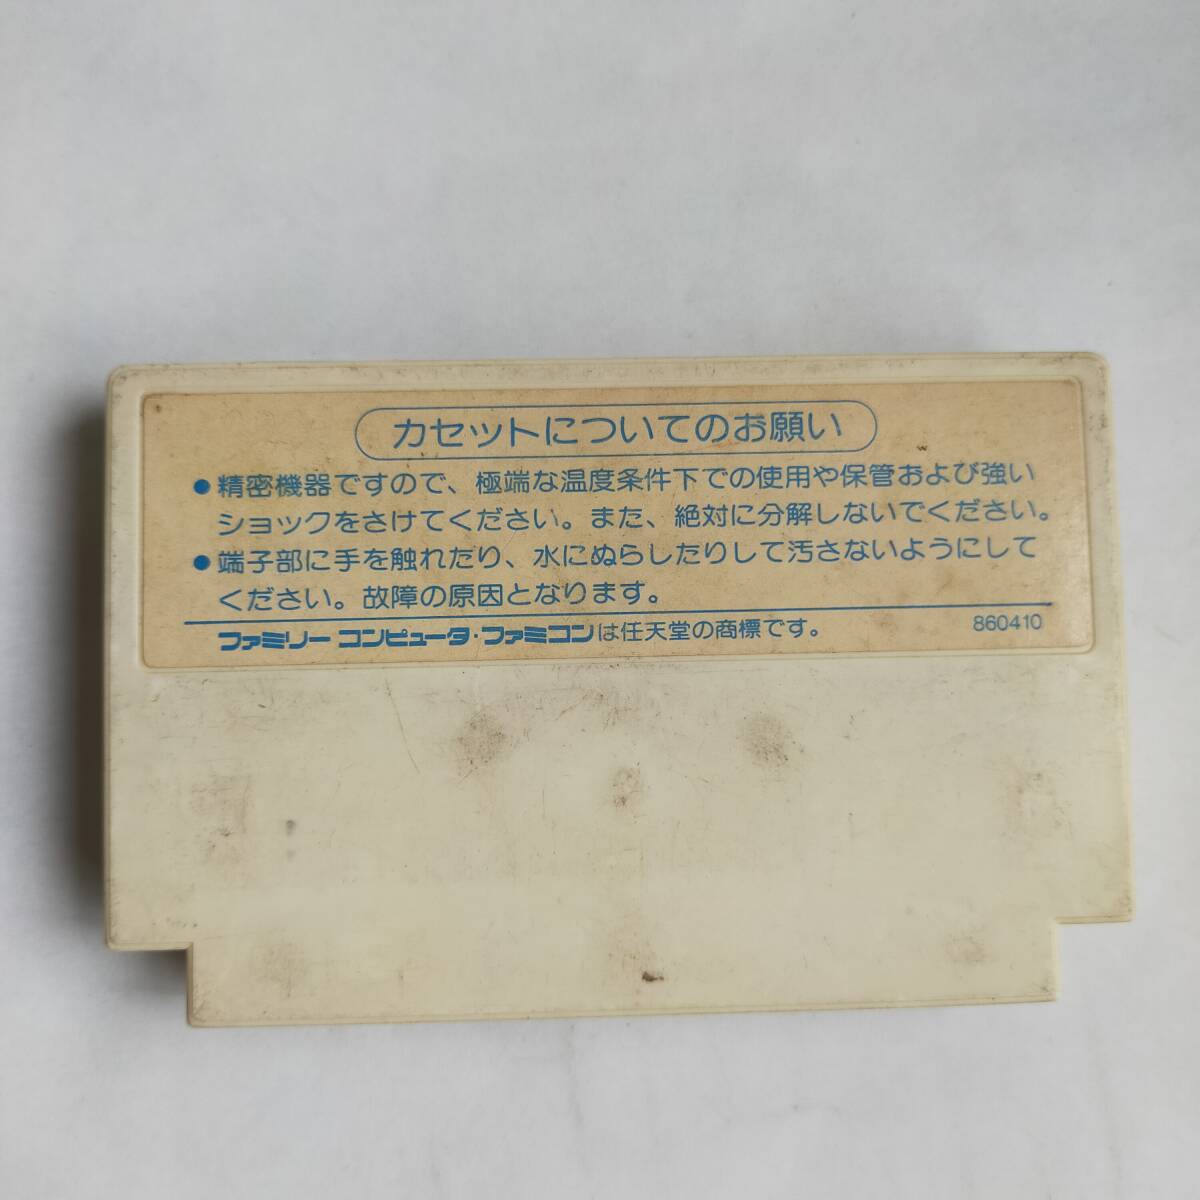 カセットについてのお願い
●精密機器ですので、極端な温度条件下での使用や保管および強い
ショックをさけてください。また、絶対に分解しないでください。
●端子部に手を触れたり、水にぬらしたりして汚さないようにして
ください。故障の原因となります。
ファミリーコンピュータ・ファミコンは任天堂の商標です。 860410